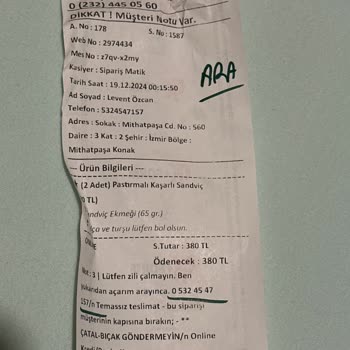 0 (232) 445 05 60
DİKKAT ! Müşteri Notu Var.
A. No : 178
S. No : 1587
Web No : 2974434
Mes No : z7qv-x2my
Kasiyer : Sipariş Matik
Tarih Saat : 19.12.2024 00:15:50
ARA
Ad Soyad : Levent Özcan
Telefon : 5324547157
Adres : Sokak : Mithatpaşa Cd. No : 560
Daire : 3 Kat : 2 Şehir : İzmir Bölge :
Mithatpaşa Konak
Ürün Bilgileri
(2 Adet) Pastırmalı Kaşarlı Sandviç
TL)
Ekmeği (65 gr.)
ve turşu lütfen bol olsun.
S.Tutar : 380 TL
Ödenecek : 380 TL
3 | Lütfen zili çalmayın. Ben
yukarıdan açarım arayınca. 0 532 45 47
157/n Temassız teslimat - bu siparişi
müşterinin kapısına bırakın; - **
ÇATAL-BIÇAK GÖNDERMEYİN/n Online